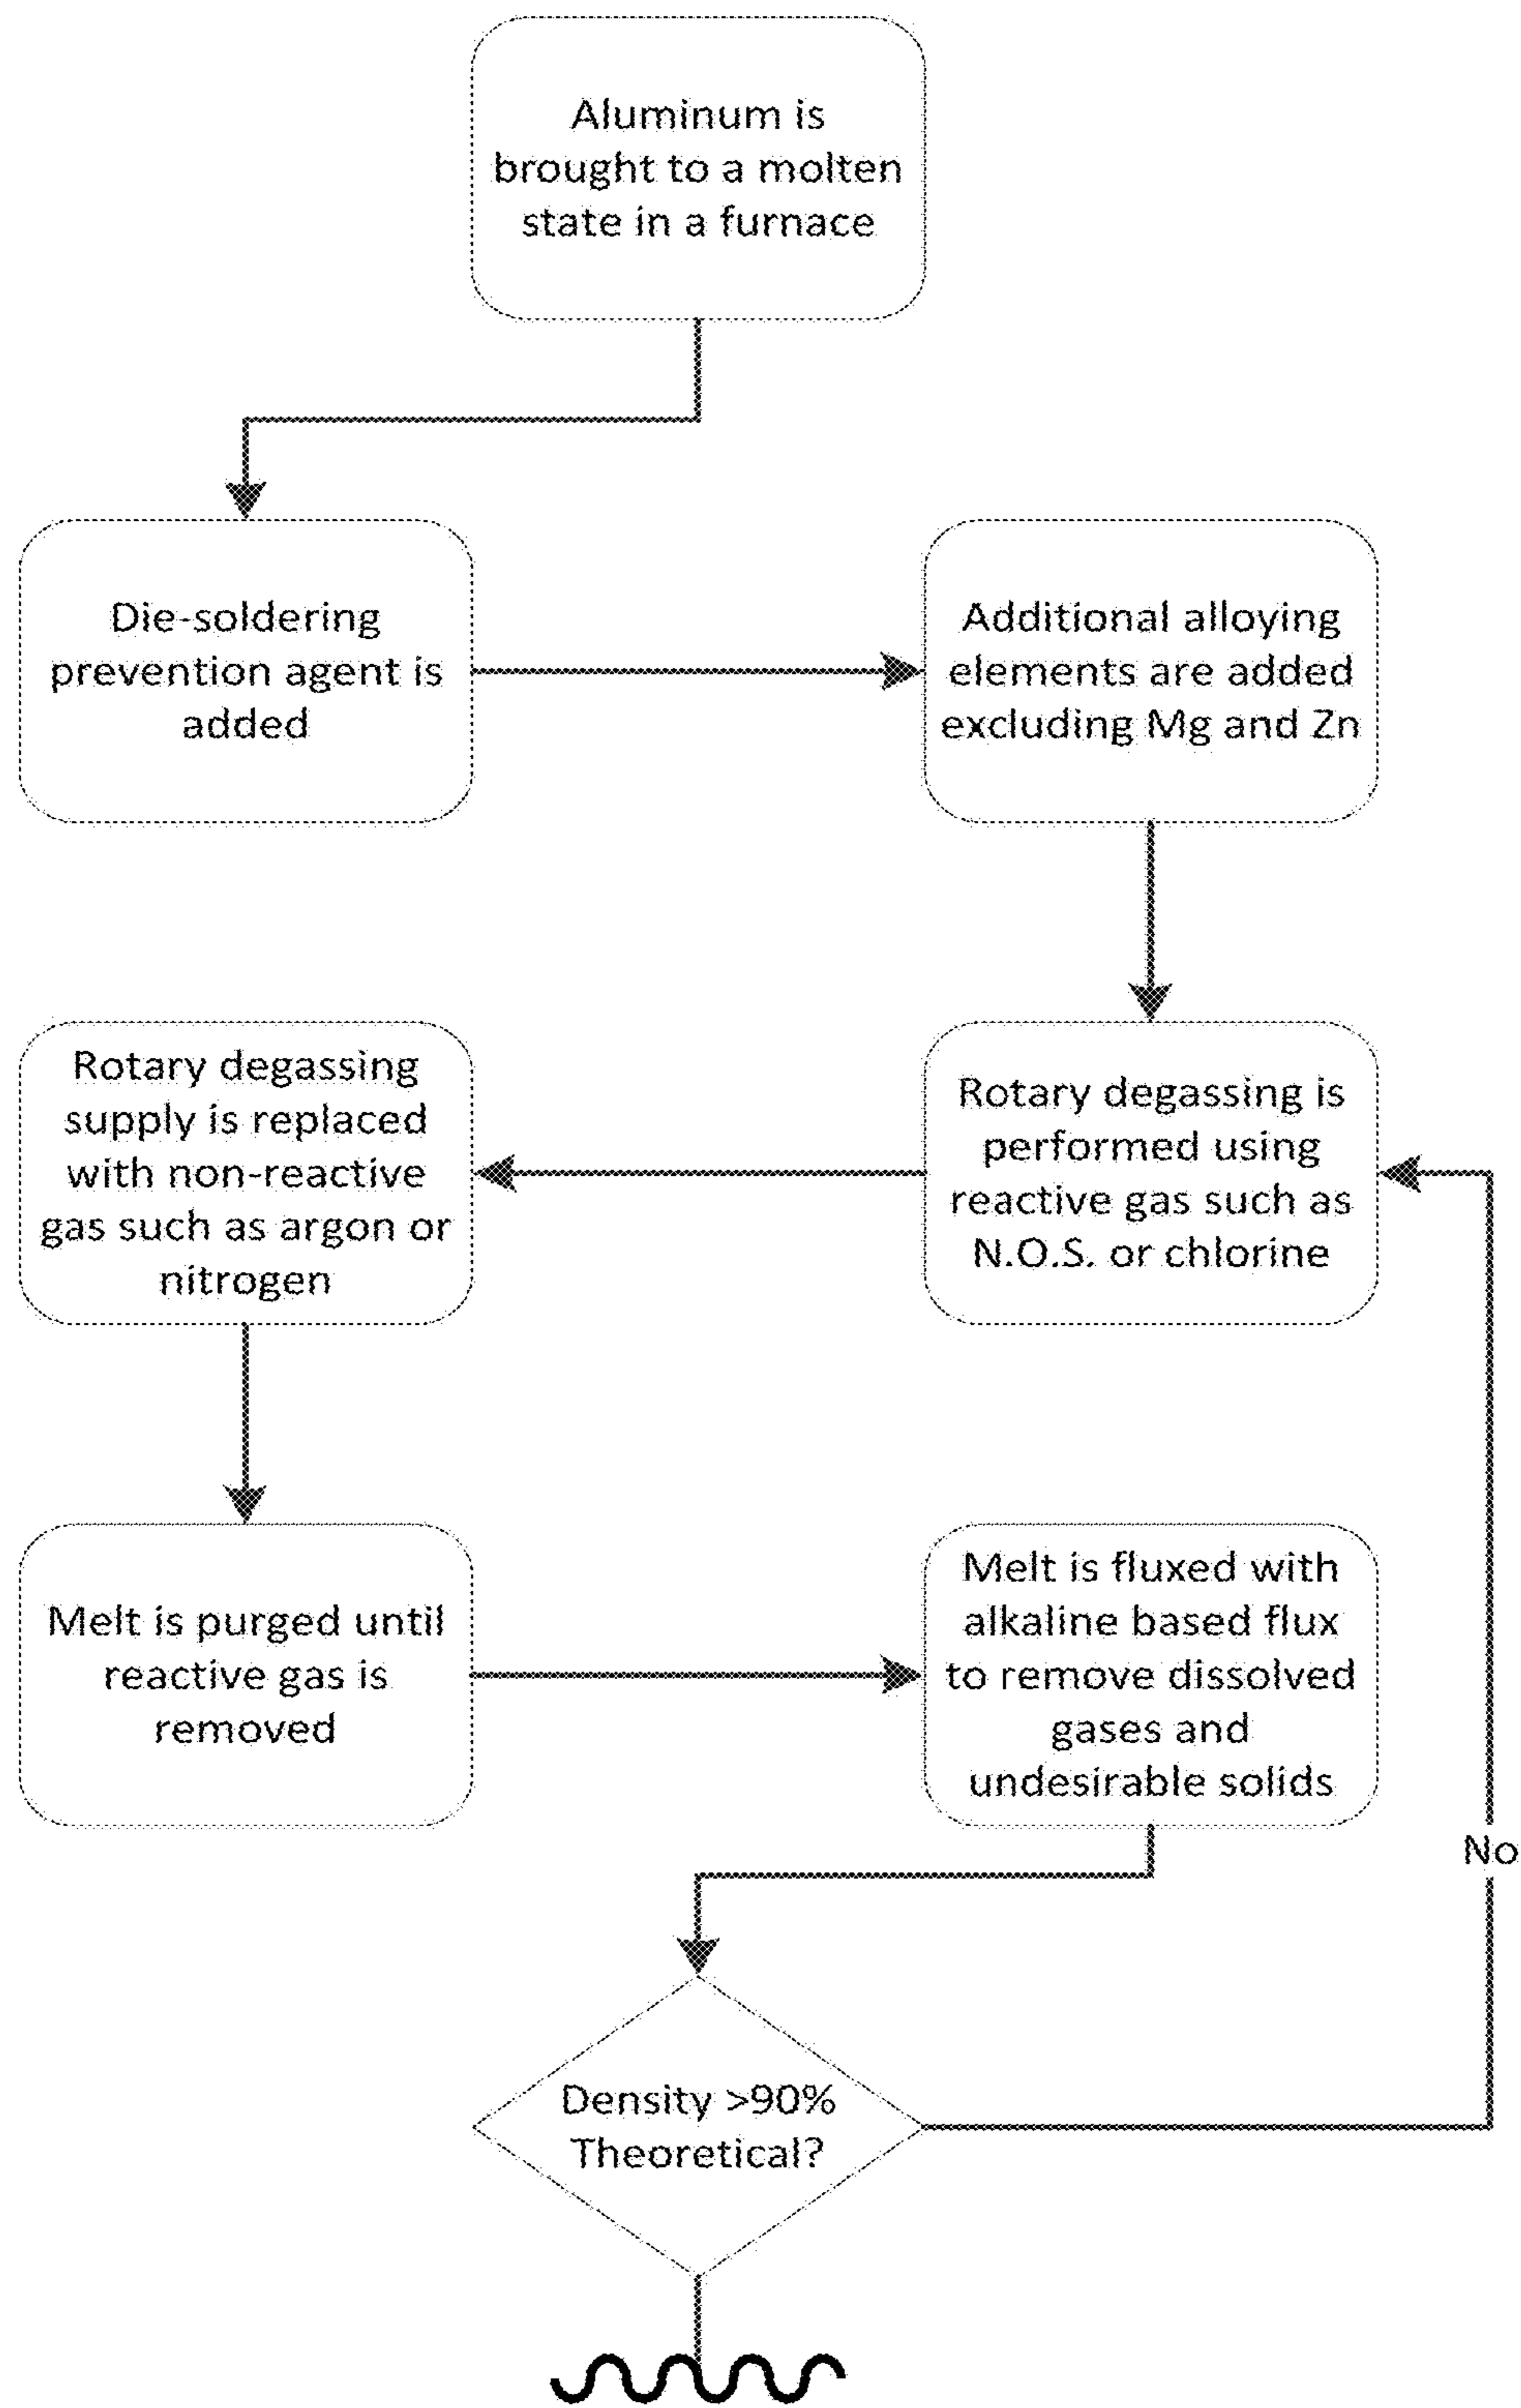 Aluminum is
brought to a molten
state in a furnace
Die-soldering
prevention agent is
added
Additional alloying
elements are added
excluding Mg and Zn
Rotary degassing is
performed using
reactive gas such as
N.O.S. or chlorine
Rotary degassing
supply is replaced
with non-reactive
gas such as argon or
nitrogen
Melt is purged until
reactive gas is
removed
Melt is fluxed with
alkaline based flux
to remove dissolved
gases and
undesirable solids
Density >90%
Theoretical?
No